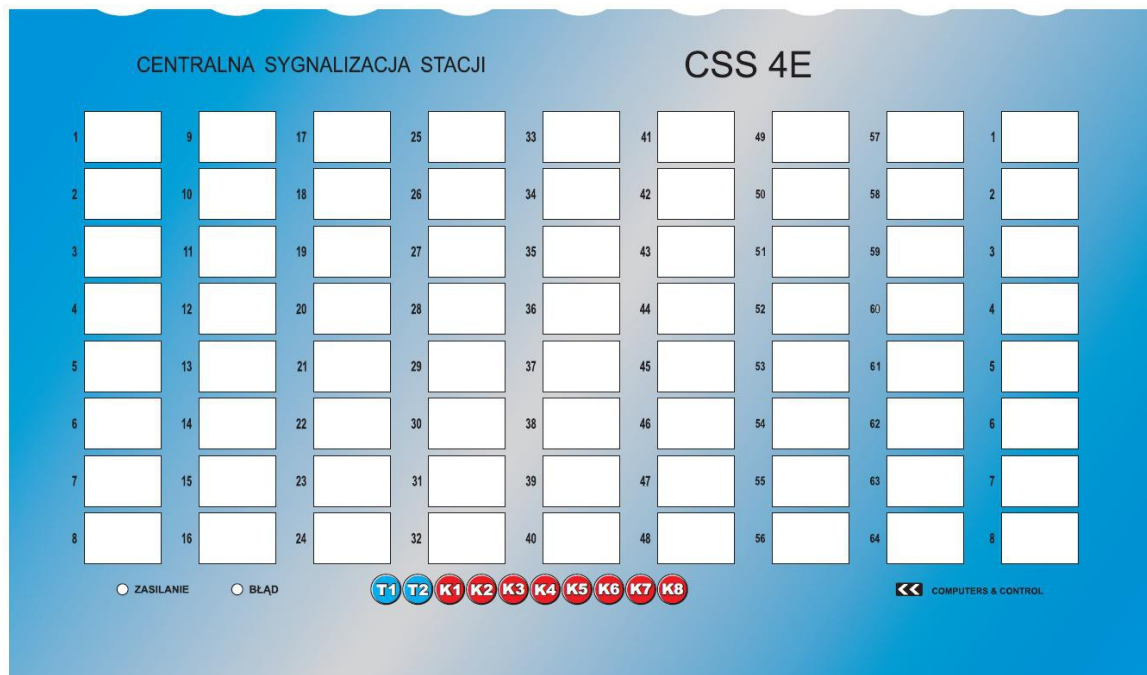 CENTRALNA SYGNALIZACJA STACJI CSS 4E
1 9 17 25 33 41 49 57 1
2 10 18 26 34 42 50 58 2
3 11 19 27 35 43 51 59 3
4 12 20 28 36 44 52 60 4
5 13 21 29 37 45 53 61 5
6 14 22 30 38 46 54 62 6
7 15 23 31 39 47 55 63 7
8 16 24 32 40 48 56 64 8
ZASILANIE BŁĄD T1 T2 K1 K2 K3 K4 K5 K6 K7 K8 COMPUTERS & CONTROL